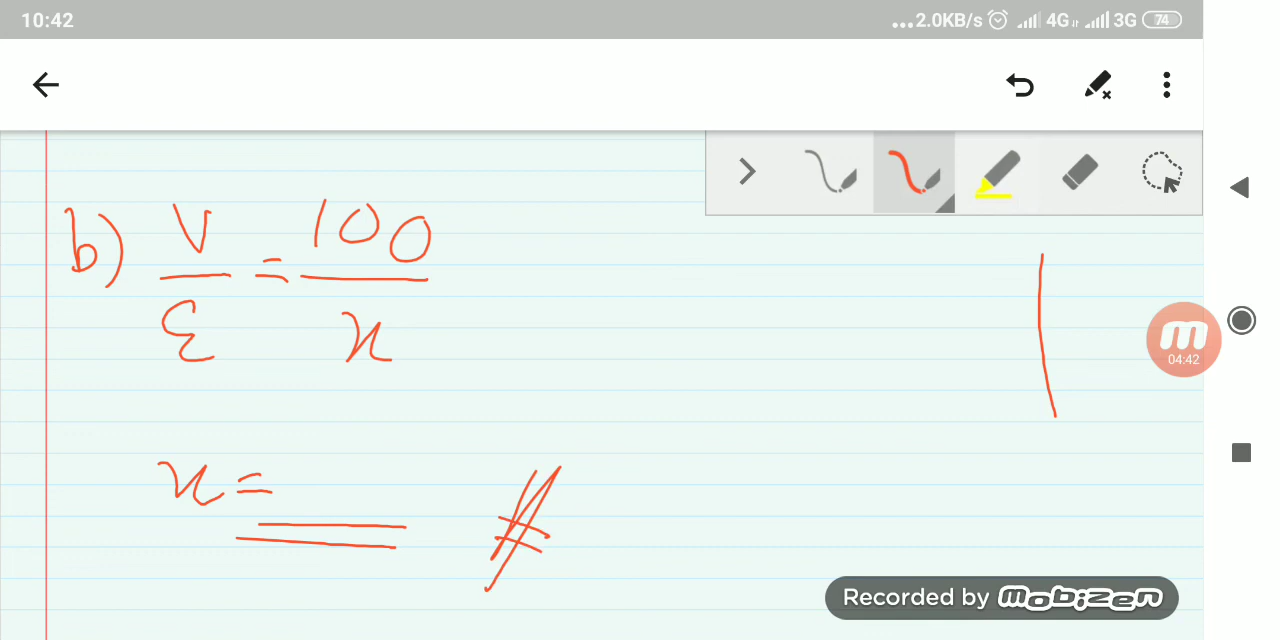 10:42 ...2.0KB/s 4G 3G 74
b) V/ε = 100/x
04:42
x =
Recorded by mobizen